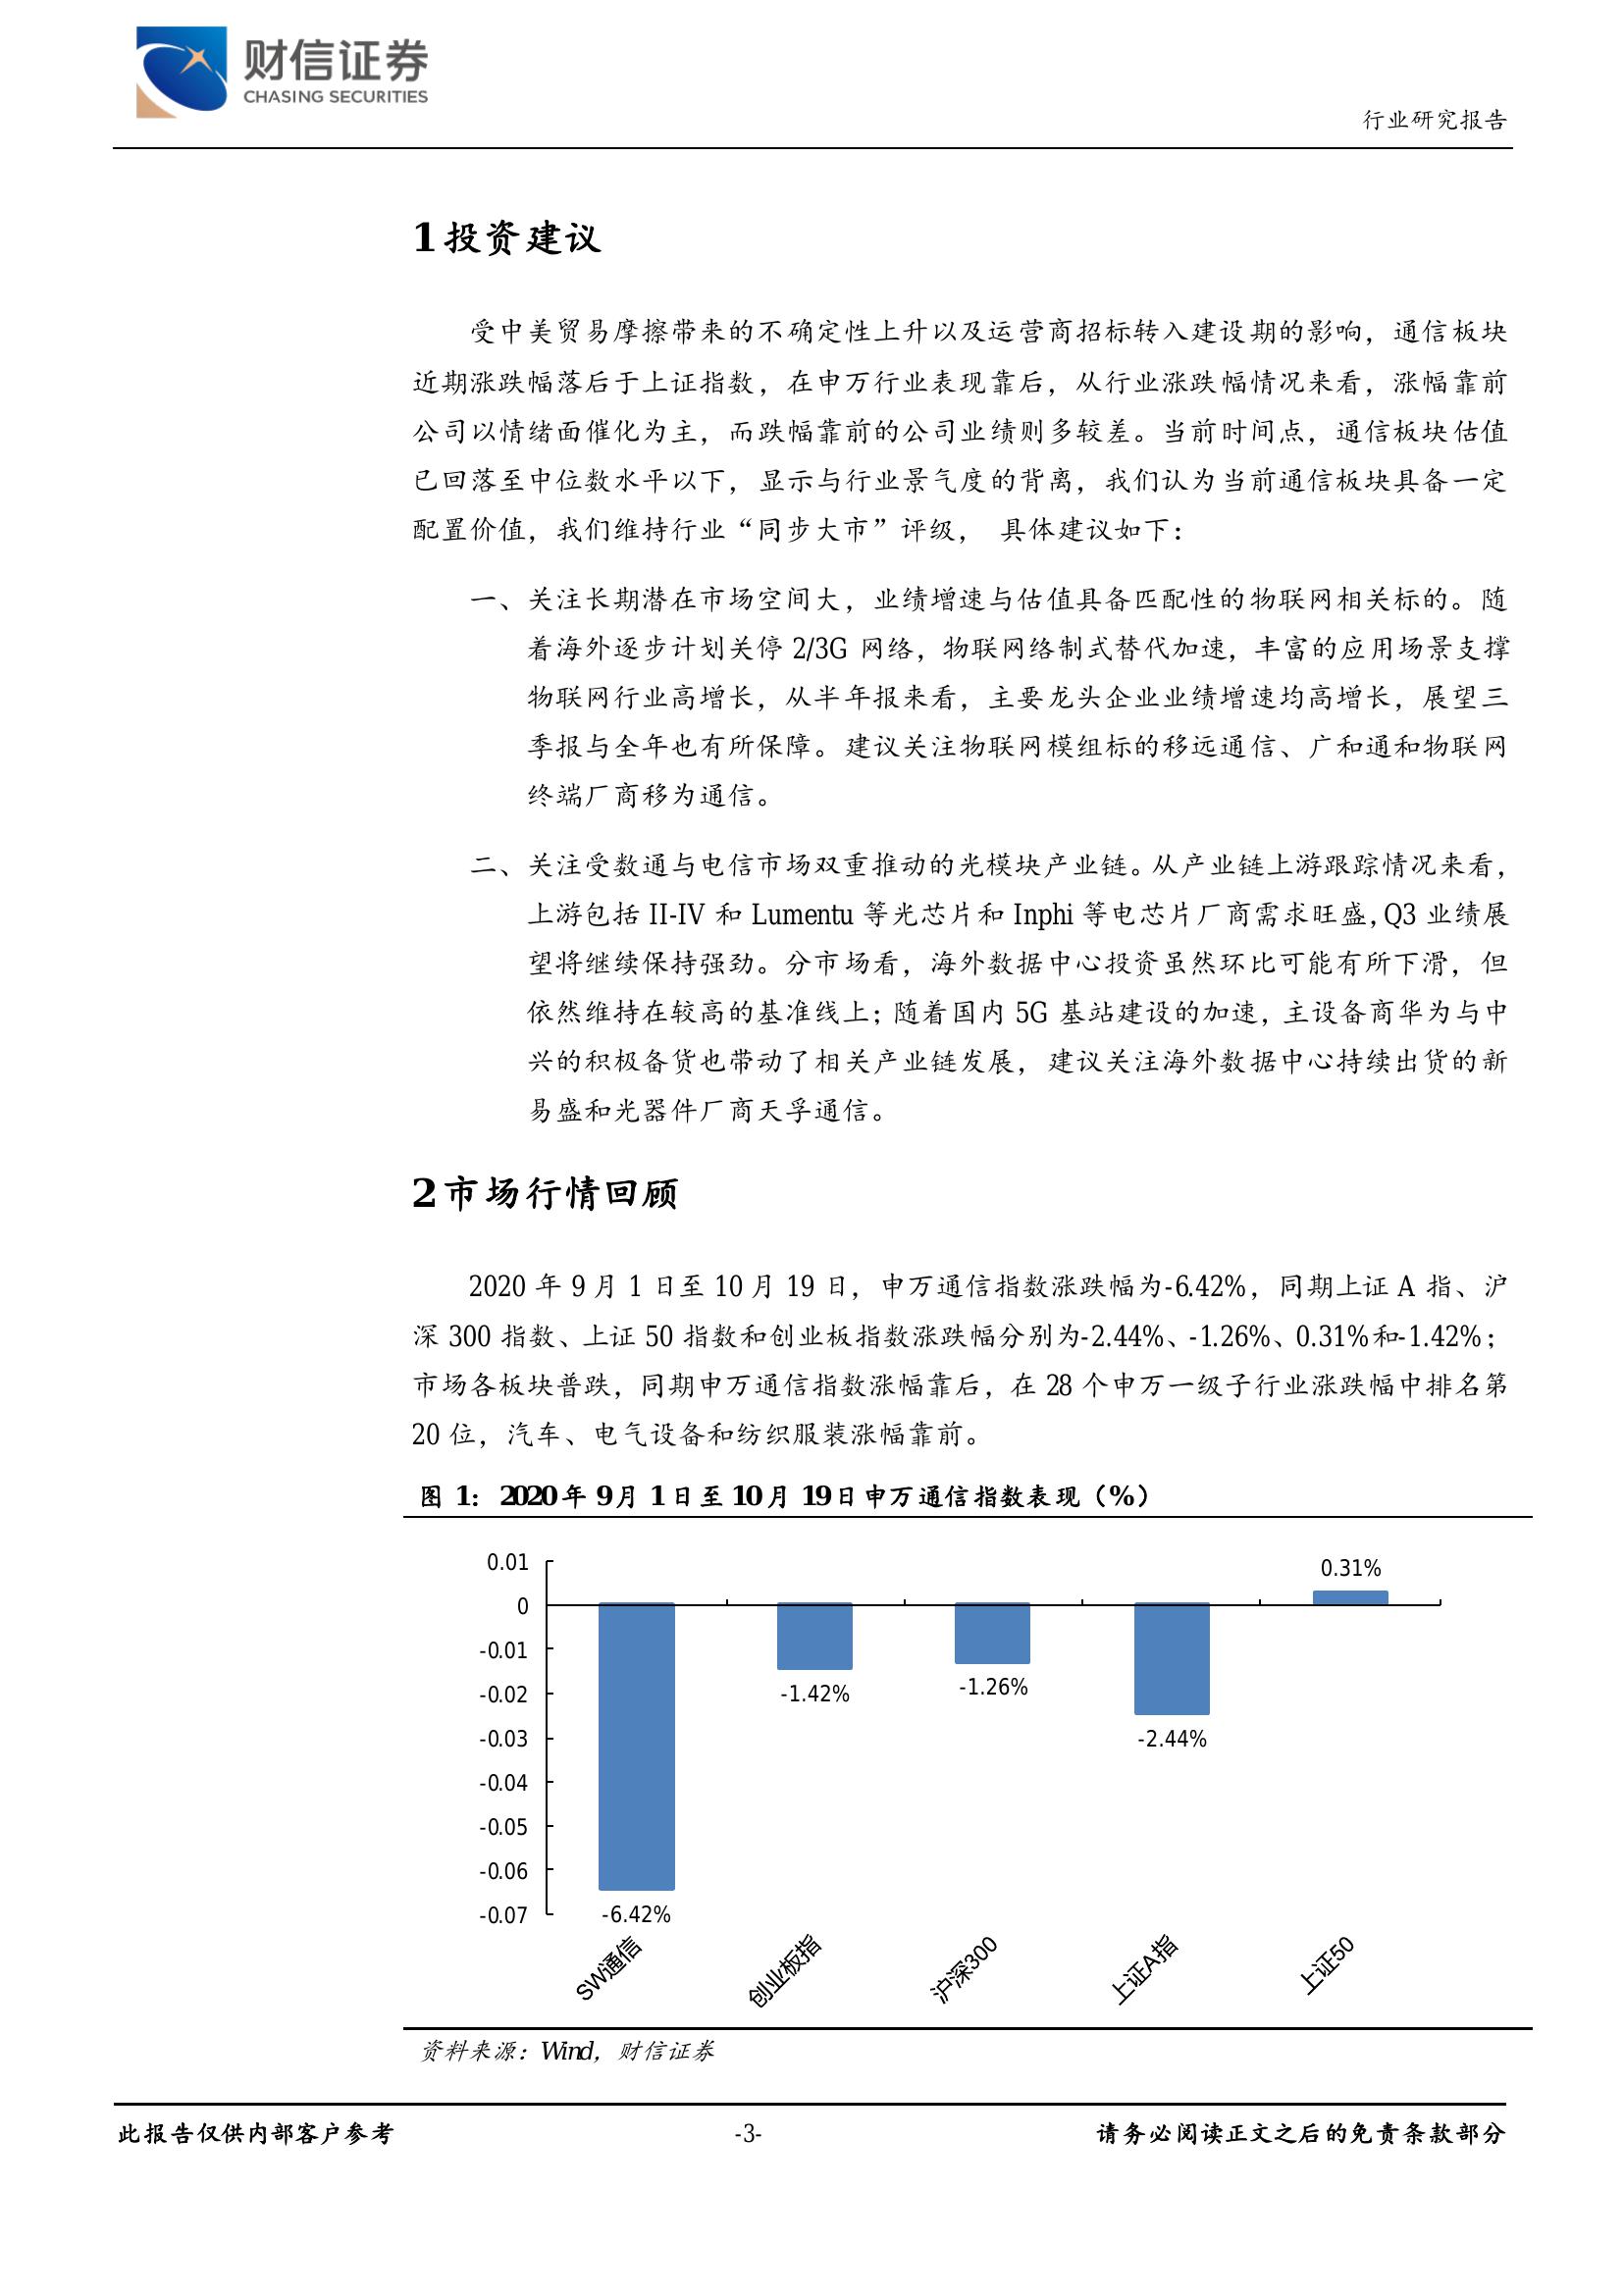 财信证券
CHASING SECURITIES
行业研究报告
1投资建议
受中美贸易摩擦带来的不确定性上升以及运营商招标转入建设期的影响，通信板块
近期涨跌幅落后于上证指数，在申万行业表现靠后，从行业涨跌幅情况来看，涨幅靠前
公司以情绪面催化为主，而跌幅靠前的公司业绩则多较差。当前时间点，通信板块估值
已回落至中位数水平以下，显示与行业景气度的背离，我们认为当前通信板块具备一定
配置价值，我们维持行业“同步大市”评级， 具体建议如下：
一、关注长期潜在市场空间大，业绩增速与估值具备匹配性的物联网相关标的。随
着海外逐步计划关停 2/3G 网络，物联网络制式替代加速，丰富的应用场景支撑
物联网行业高增长，从半年报来看，主要龙头企业业绩增速均高增长，展望三
季报与全年也有所保障。建议关注物联网模组标的移远通信、广和通和物联网
终端厂商移为通信。
二、关注受数通与电信市场双重推动的光模块产业链。从产业链上游跟踪情况来看，
上游包括 II-IV 和 Lumentu 等光芯片和 Inphi 等电芯片厂商需求旺盛，Q3 业绩展
望将继续保持强劲。分市场看，海外数据中心投资虽然环比可能有所下滑，但
依然维持在较高的基准线上；随着国内 5G 基站建设的加速，主设备商华为与中
兴的积极备货也带动了相关产业链发展，建议关注海外数据中心持续出货的新
易盛和光器件厂商天孚通信。
2市场行情回顾
2020 年 9 月 1 日至 10 月 19 日，申万通信指数涨跌幅为-6.42%，同期上证 A 指、沪
深 300 指数、上证 50 指数和创业板指数涨跌幅分别为-2.44%、-1.26%、0.31%和-1.42%；
市场各板块普跌，同期申万通信指数涨幅靠后，在 28 个申万一级子行业涨跌幅中排名第
20 位，汽车、电气设备和纺织服装涨幅靠前。
图 1：2020 年 9 月 1 日至 10 月 19 日申万通信指数表现（%）
0.01
0
-0.01
-0.02
-0.03
-0.04
-0.05
-0.06
-0.07
-6.42%
-1.42%
-1.26%
-2.44%
0.31%
SW通信
创业板指
沪深300
上证A指
上证50
资料来源：Wind，财信证券
此报告仅供内部客户参考
-3-
请务必阅读正文之后的免责条款部分